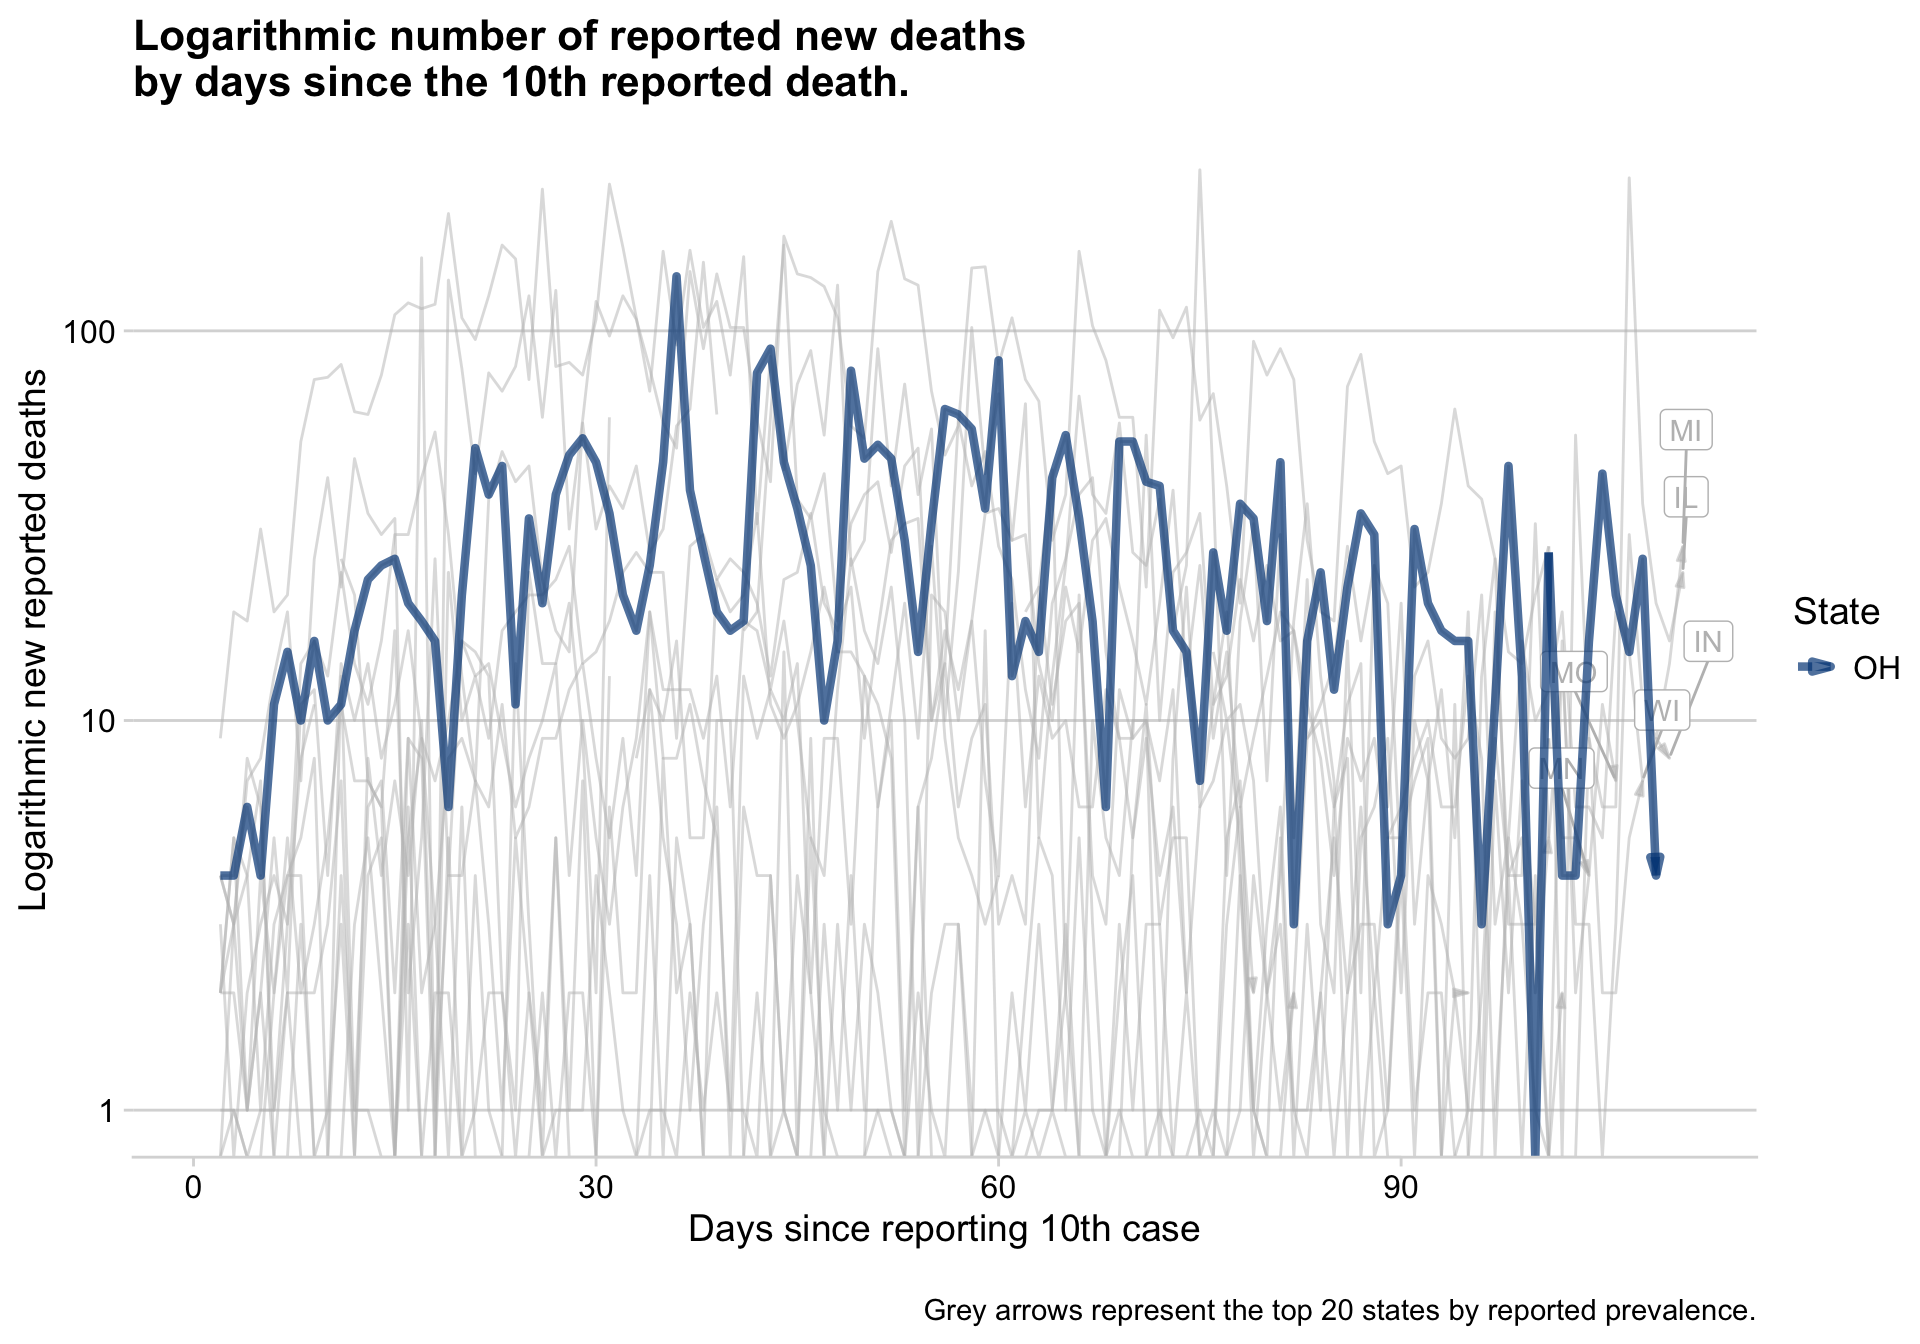 Logarithmic number of reported new deaths
by days since the 10th reported death.
Logarithmic new reported deaths
100
10
1
0
30
60
90
Days since reporting 10th case
MI
IL
IN
MO
WI
MN
State
OH
Grey arrows represent the top 20 states by reported prevalence.